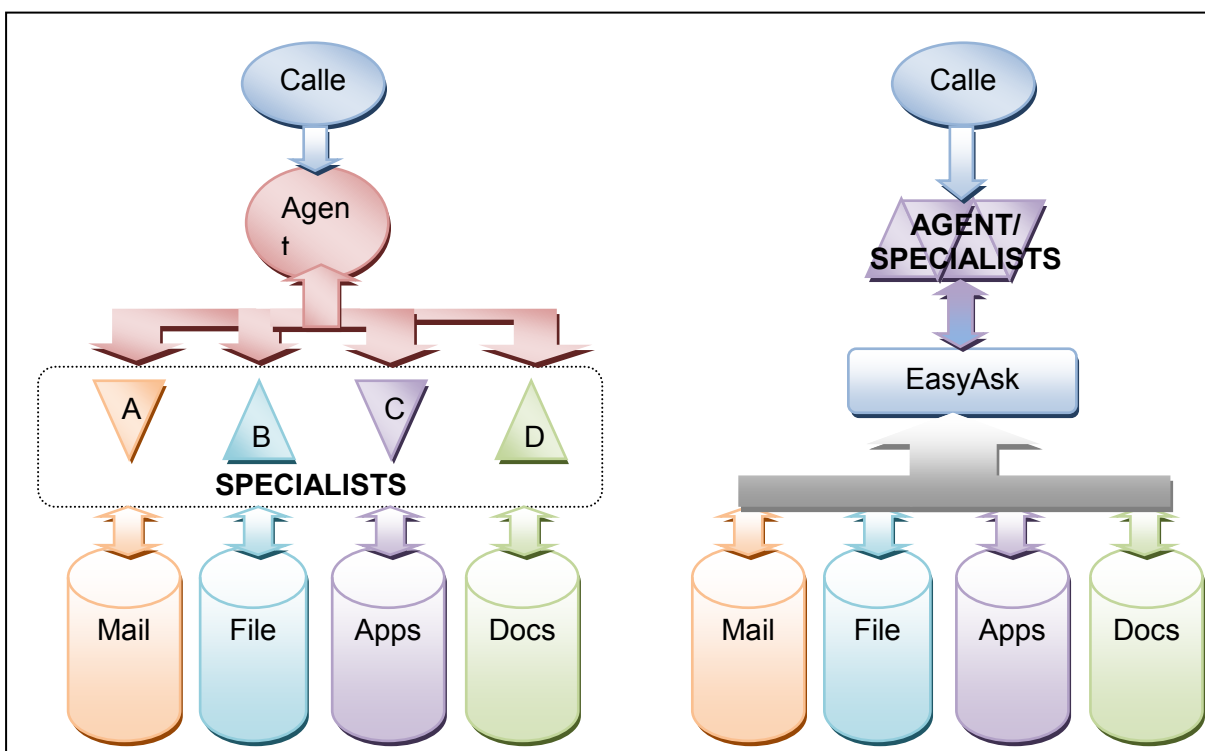 Calle
Agen
t
A
B
C
D
SPECIALISTS
Mail
File
Apps
Docs
Calle
AGENT/
SPECIALISTS
EasyAsk
Mail
File
Apps
Docs